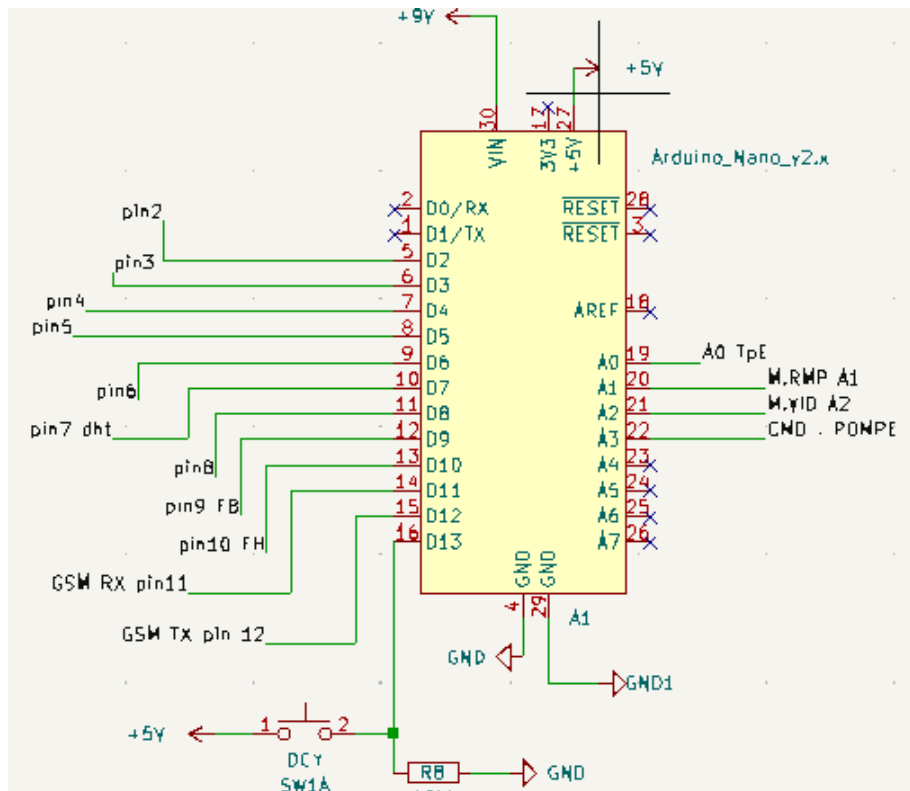 +9V
+5V
30
17
27
VIN
3V3
+5V
Arduino_Nano_v2.x
pin2
2
D0/RX
RESET
28
1
D1/TX
RESET
3
5
D2
pin3
6
D3
pin4
7
D4
AREF
18
pin5
8
D5
9
D6
A0
19
A0 TpE
pin6
10
D7
A1
20
M.RMP A1
11
D8
A2
21
M.VID A2
pin7 dht
12
D9
A3
22
CMD . POMPE
pin8
13
D10
A4
23
14
D11
A5
24
pin9 FB
15
D12
A6
25
pin10 FH
16
D13
A7
26
GSM RX pin11
GND
GND
4
29
A1
GSM TX pin 12
GND
GND1
+5V
1
2
DCY
SW1A
R8
GND